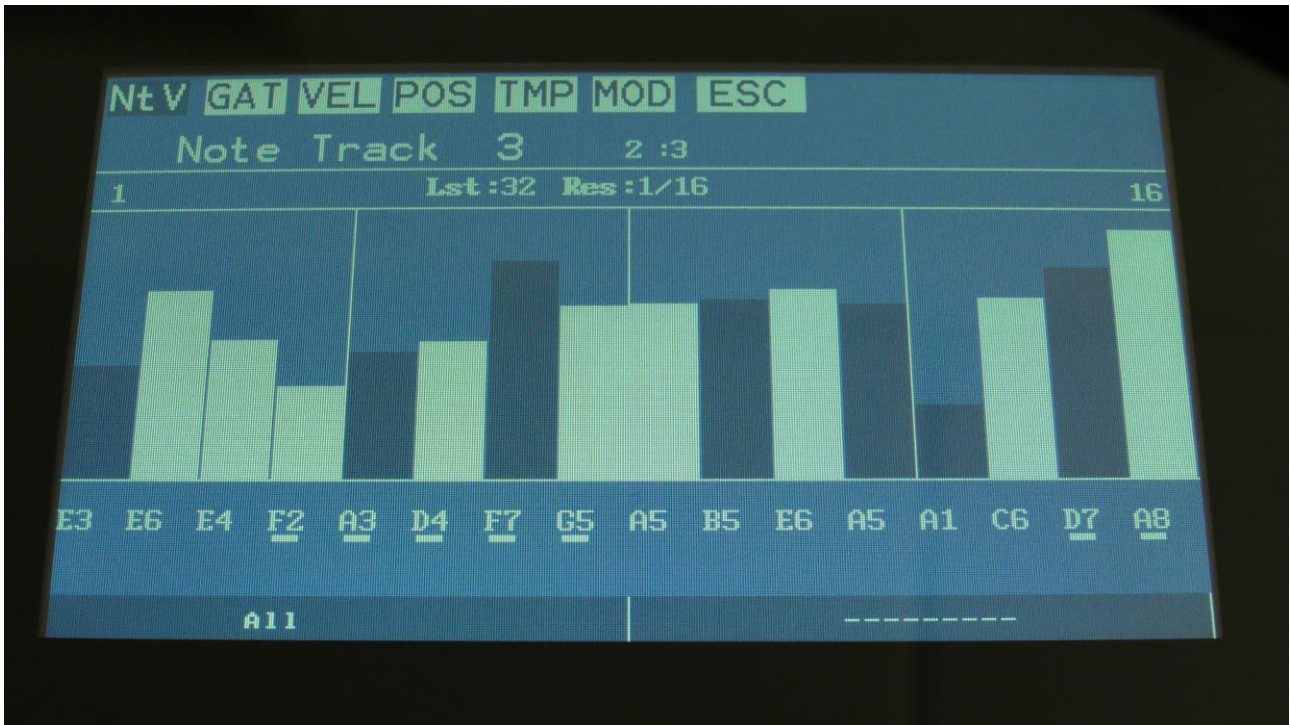 Nt V GAT VEL POS TMP MOD ESC
Note Track 3 2 :3
1 Lst:32 Res:1/16 16
E3 E6 E4 F2 A3 D4 F7 G5 A5 B5 E6 A5 A1 C6 D7 A8
All ---------